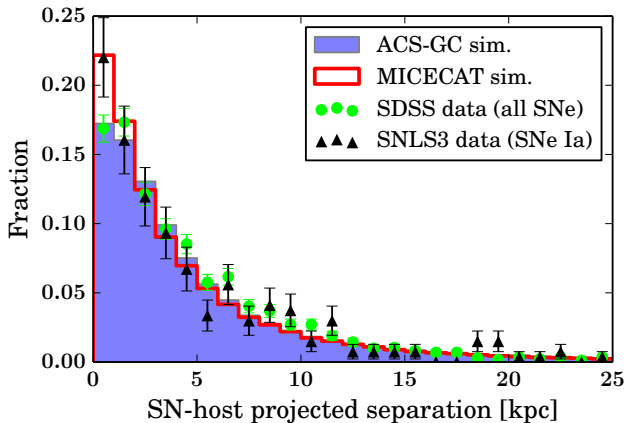 0.25
0.20
0.15
0.10
0.05
0.00
Fraction
ACS-GC sim.
MICECAT sim.
SDSS data (all SNe)
SNLS3 data (SNe Ia)
0 5 10 15 20 25
SN-host projected separation [kpc]